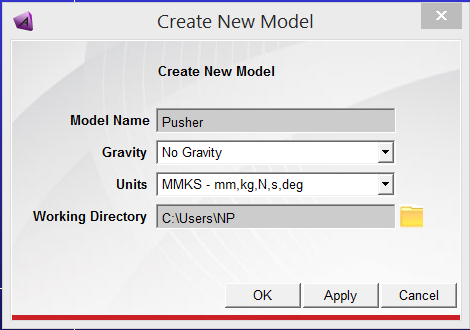 Create New Model
Create New Model
Model Name Pusher
Gravity No Gravity
Units MMKS - mm,kg,N,s,deg
Working Directory C:\Users\NP
OK Apply Cancel